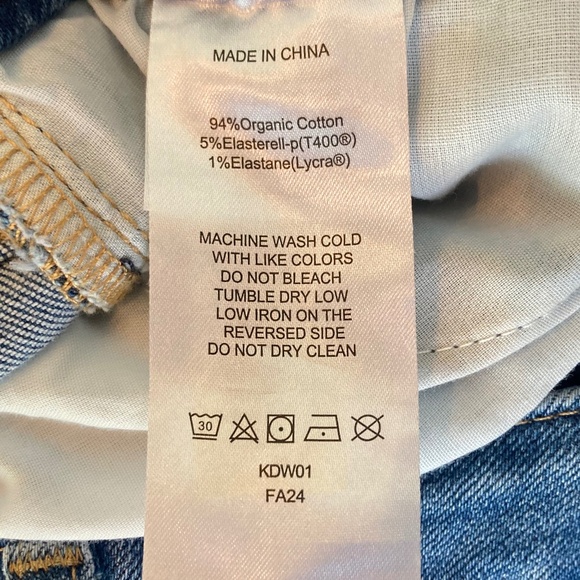 MADE IN CHINA
94%Organic Cotton
5%Elasterell-p(T400®)
1%Elastane(Lycra®)
MACHINE WASH COLD
WITH LIKE COLORS
DO NOT BLEACH
TUMBLE DRY LOW
LOW IRON ON THE
REVERSED SIDE
DO NOT DRY CLEAN
30
KDW01
FA24